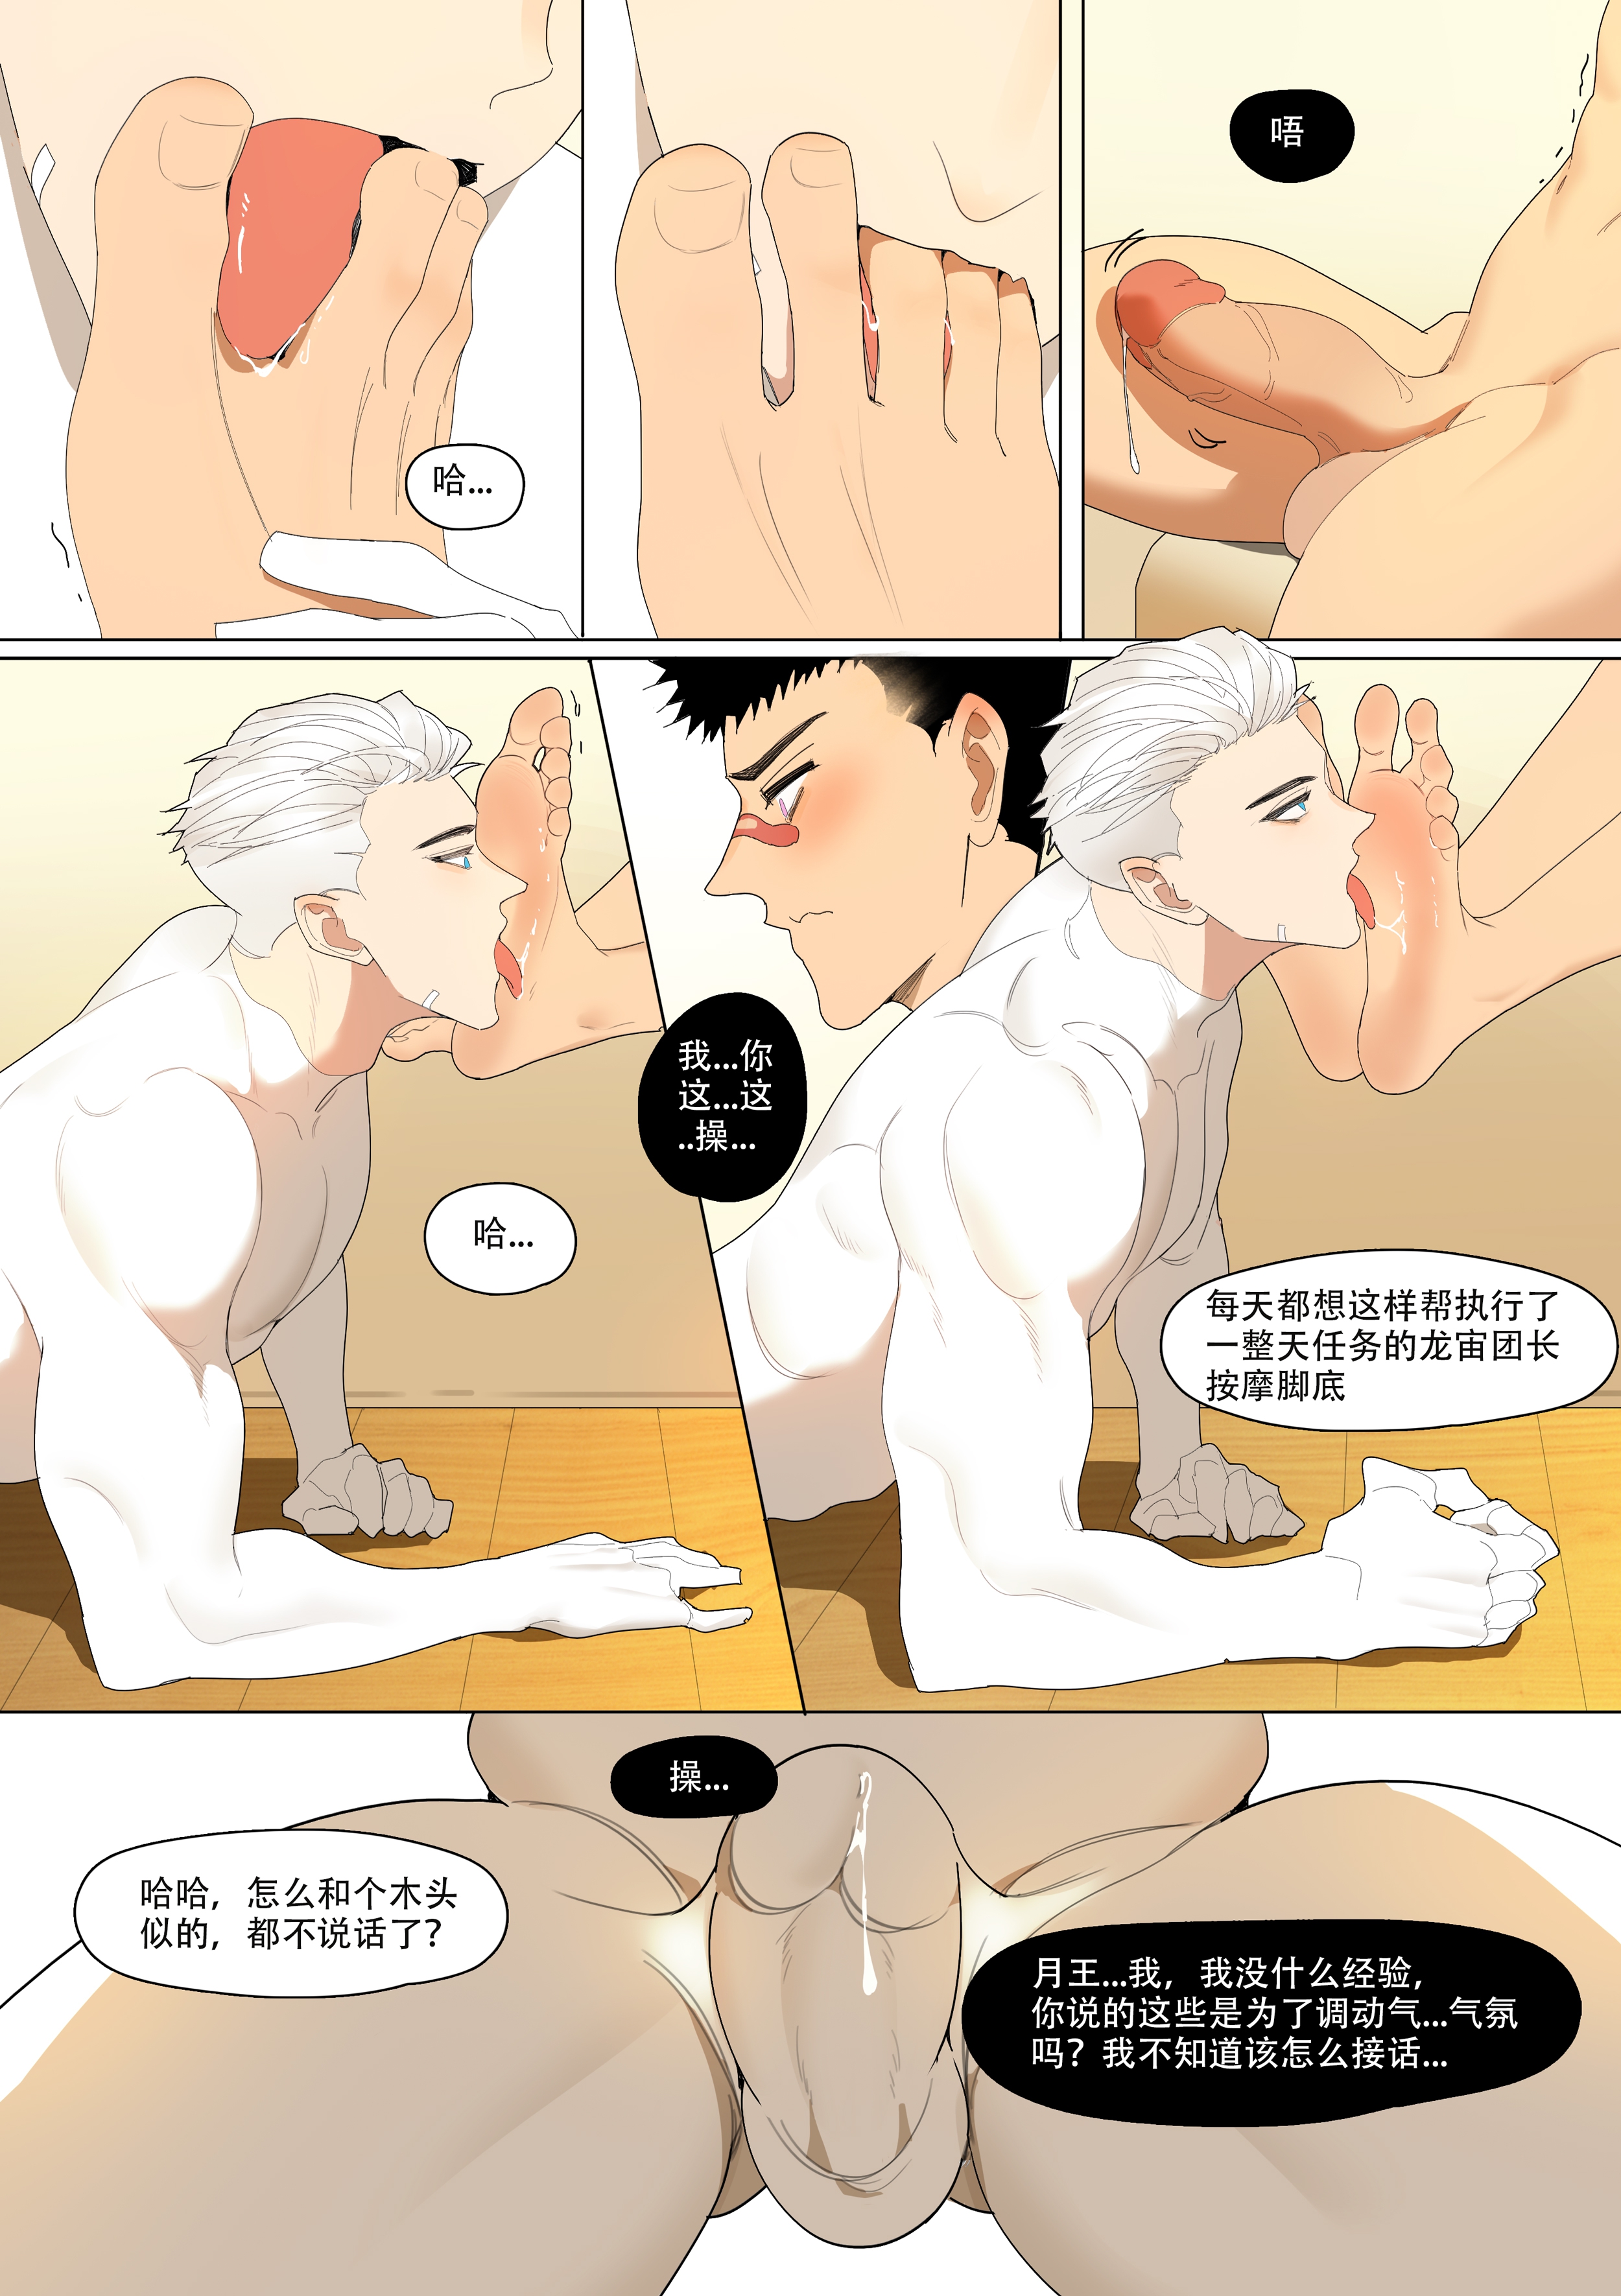 哈...
唔
哈...
我...你
这...这
..操...
每天都想这样帮执行了
一整天任务的龙宙团长
按摩脚底
操...
哈哈，怎么和个木头
似的，都不说话了？
月王...我，我没什么经验，
你说的这些是为了调动气...气氛
吗？我不知道该怎么接话...